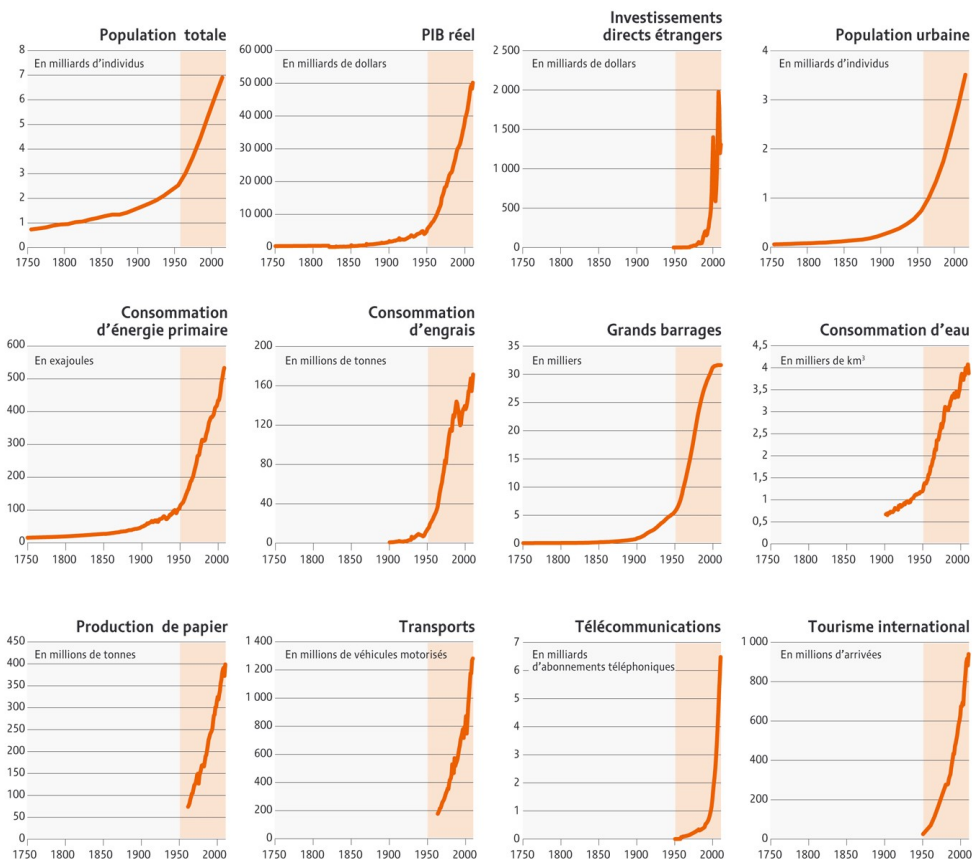 Population totale
En milliards d'individus
8
7
6
5
4
3
2
1
0
1750 1800 1850 1900 1950 2000
PIB réel
En milliards de dollars
60 000
50 000
40 000
30 000
20 000
10 000
0
1750 1800 1850 1900 1950 2000
Investissements
directs étrangers
En milliards de dollars
2 500
2 000
1 500
1 000
500
0
1750 1800 1850 1900 1950 2000
Population urbaine
En milliards d'individus
4
3
2
1
0
1750 1800 1850 1900 1950 2000
Consommation
d'énergie primaire
En exajoules
600
500
400
300
200
100
0
1750 1800 1850 1900 1950 2000
Consommation
d'engrais
En millions de tonnes
200
160
120
80
40
0
1750 1800 1850 1900 1950 2000
Grands barrages
En milliers
35
30
25
20
15
10
5
0
1750 1800 1850 1900 1950 2000
Consommation d'eau
En milliers de km³
4,5
4
3,5
3
2,5
2
1,5
1
0,5
0
1750 1800 1850 1900 1950 2000
Production de papier
En millions de tonnes
450
400
350
300
250
200
150
100
50
0
1750 1800 1850 1900 1950 2000
Transports
En millions de véhicules motorisés
1 400
1 200
1 000
800
600
400
200
0
1750 1800 1850 1900 1950 2000
Télécommunications
En milliards
d'abonnements téléphoniques
7
6
5
4
3
2
1
0
1750 1800 1850 1900 1950 2000
Tourisme international
En millions d'arrivées
1 000
800
600
400
200
0
1750 1800 1850 1900 1950 2000